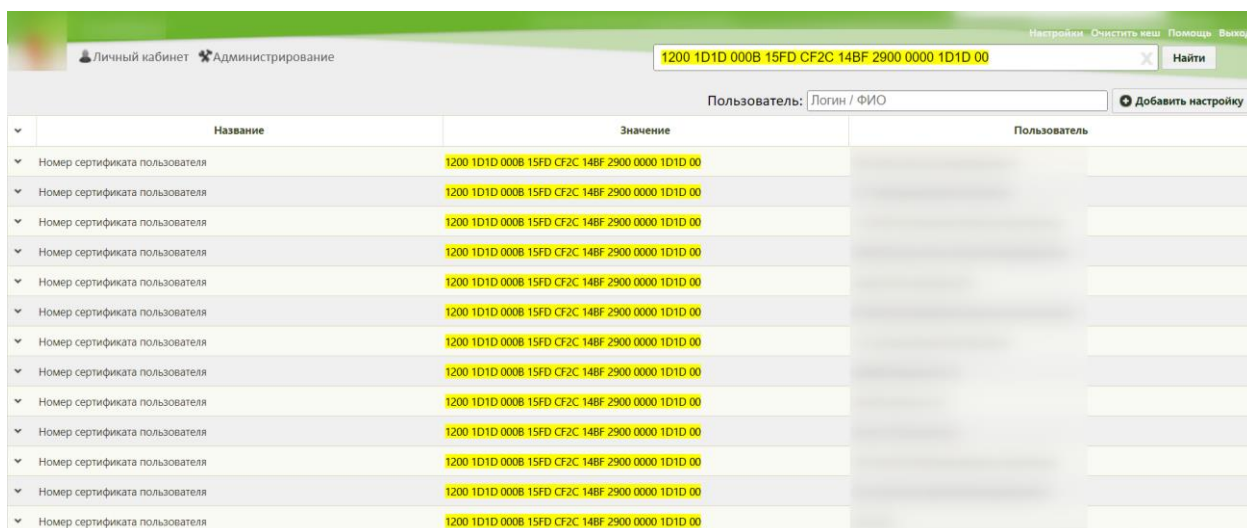 Настройки Очистить кеш Помощь Выход
Личный кабинет Администрирование
1200 1D1D 000B 15FD CF2C 14BF 2900 0000 1D1D 00 Найти
Пользователь: Логин / ФИО Добавить настройку
Название Значение Пользователь
Номер сертификата пользователя 1200 1D1D 000B 15FD CF2C 14BF 2900 0000 1D1D 00
Номер сертификата пользователя 1200 1D1D 000B 15FD CF2C 14BF 2900 0000 1D1D 00
Номер сертификата пользователя 1200 1D1D 000B 15FD CF2C 14BF 2900 0000 1D1D 00
Номер сертификата пользователя 1200 1D1D 000B 15FD CF2C 14BF 2900 0000 1D1D 00
Номер сертификата пользователя 1200 1D1D 000B 15FD CF2C 14BF 2900 0000 1D1D 00
Номер сертификата пользователя 1200 1D1D 000B 15FD CF2C 14BF 2900 0000 1D1D 00
Номер сертификата пользователя 1200 1D1D 000B 15FD CF2C 14BF 2900 0000 1D1D 00
Номер сертификата пользователя 1200 1D1D 000B 15FD CF2C 14BF 2900 0000 1D1D 00
Номер сертификата пользователя 1200 1D1D 000B 15FD CF2C 14BF 2900 0000 1D1D 00
Номер сертификата пользователя 1200 1D1D 000B 15FD CF2C 14BF 2900 0000 1D1D 00
Номер сертификата пользователя 1200 1D1D 000B 15FD CF2C 14BF 2900 0000 1D1D 00
Номер сертификата пользователя 1200 1D1D 000B 15FD CF2C 14BF 2900 0000 1D1D 00
Номер сертификата пользователя 1200 1D1D 000B 15FD CF2C 14BF 2900 0000 1D1D 00